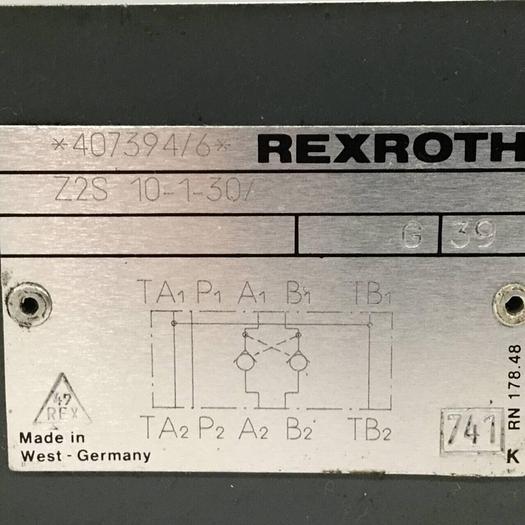 *407394/6* REXROTH
Z2S 10-1-30/
G 39
TA1 P1 A1 B1 TB1
TA2 P2 A2 B2 TB2
47
REX
Made in
West - Germany
741
RN 178.48
K